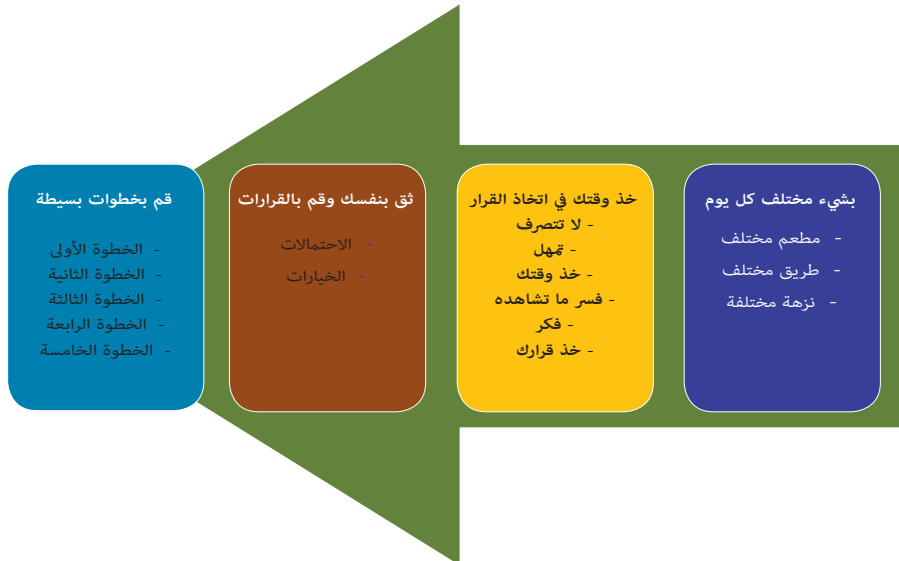 بشيء مختلف كل يوم
- مطعم مختلف
- طريق مختلف
- نزهة مختلفة
خذ وقتك في اتخاذ القرار
- لا تتصرف
- تمهل
- خذ وقتك
- فسر ما تشاهده
- فكر
- خذ قرارك
ثق بنفسك وقم بالقرارات
- الاحتمالات
- الخيارات
قم بخطوات بسيطة
- الخطوة الأولى
- الخطوة الثانية
- الخطوة الثالثة
- الخطوة الرابعة
- الخطوة الخامسة